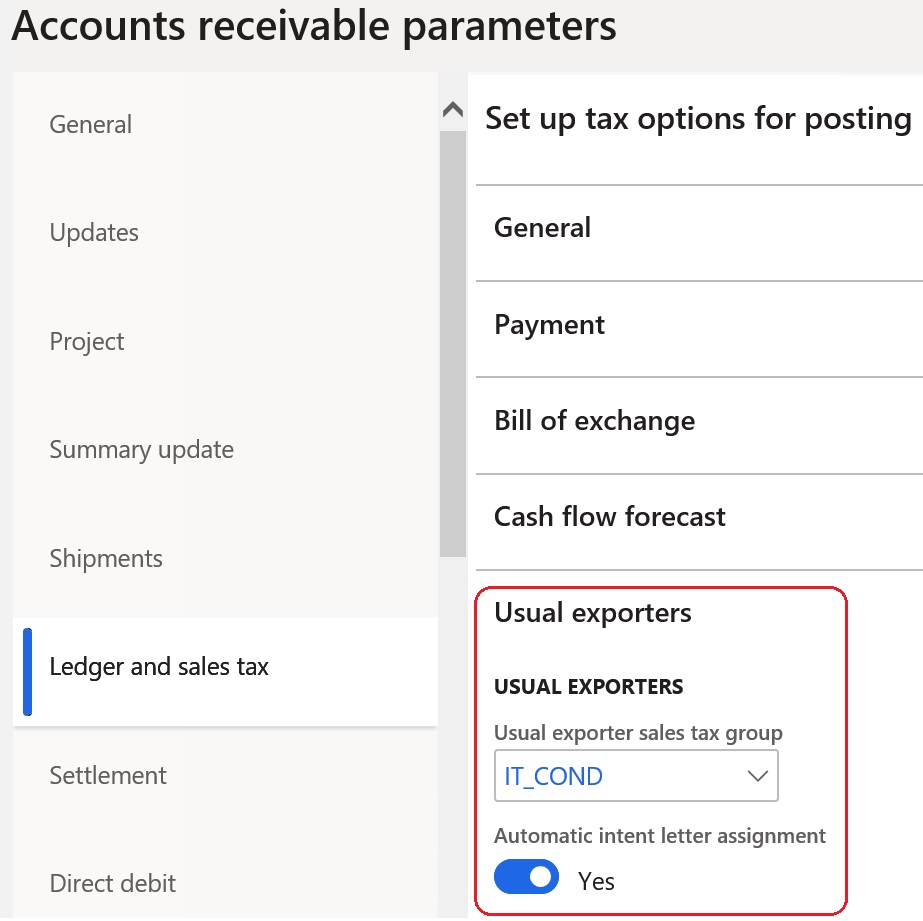 Accounts receivable parameters
General
Updates
Project
Summary update
Shipments
Ledger and sales tax
Settlement
Direct debit
Set up tax options for posting
General
Payment
Bill of exchange
Cash flow forecast
Usual exporters
USUAL EXPORTERS
Usual exporter sales tax group
IT_COND
Automatic intent letter assignment
Yes